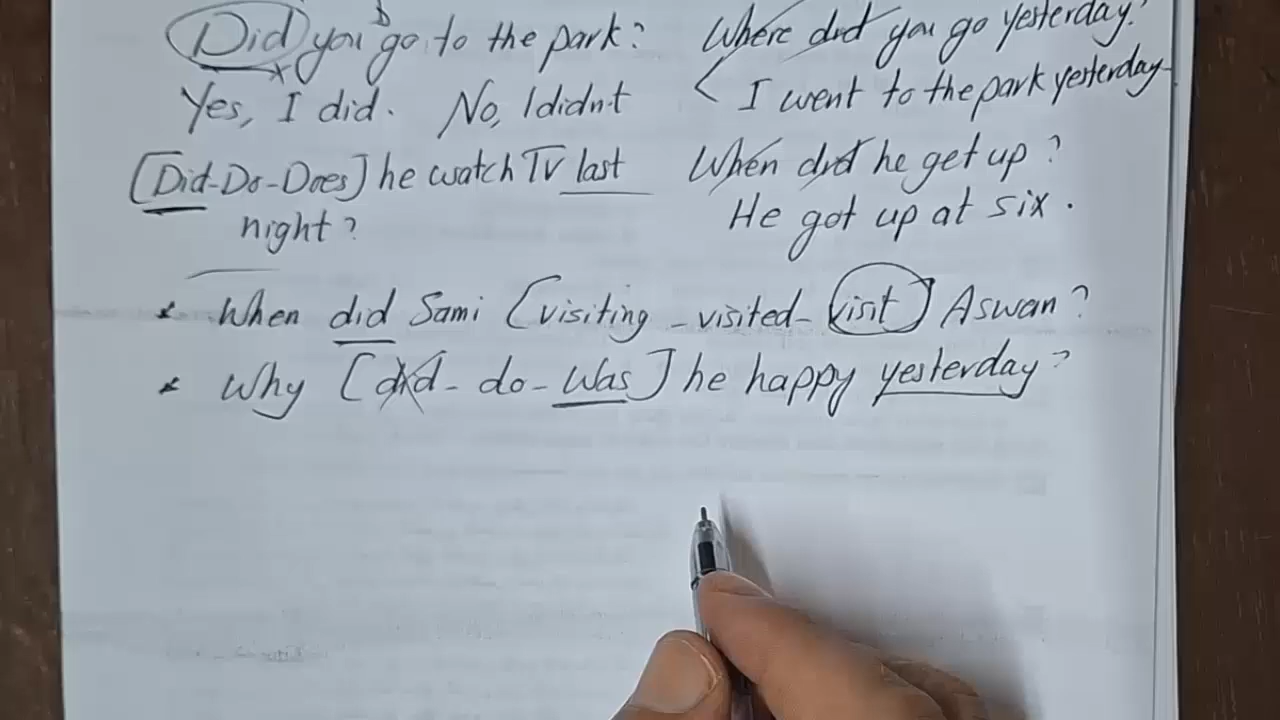 Did you go to the park?
Yes, I did. No, I didn't
[Did-Do-Does] he watch TV last
night?
Where did you go yesterday?
I went to the park yesterday
When did he get up?
He got up at six.
* When did Sami [visiting - visited - visit] Aswan?
* Why [did - do - was] he happy yesterday?